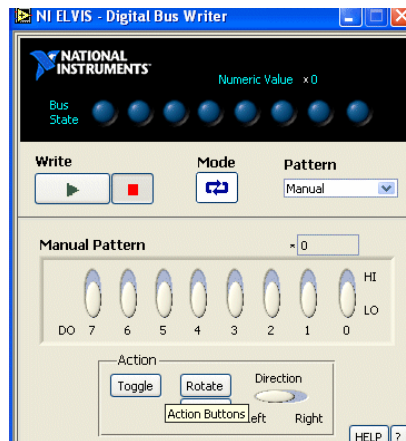 NI ELVIS - Digital Bus Writer
NATIONAL
INSTRUMENTS™
Numeric Value × 0
Bus
State
Write Mode Pattern
Manual
Manual Pattern × 0
HI
LO
DO 7 6 5 4 3 2 1 0
Action
Toggle Rotate Direction
Action Buttons eft Right
HELP ?